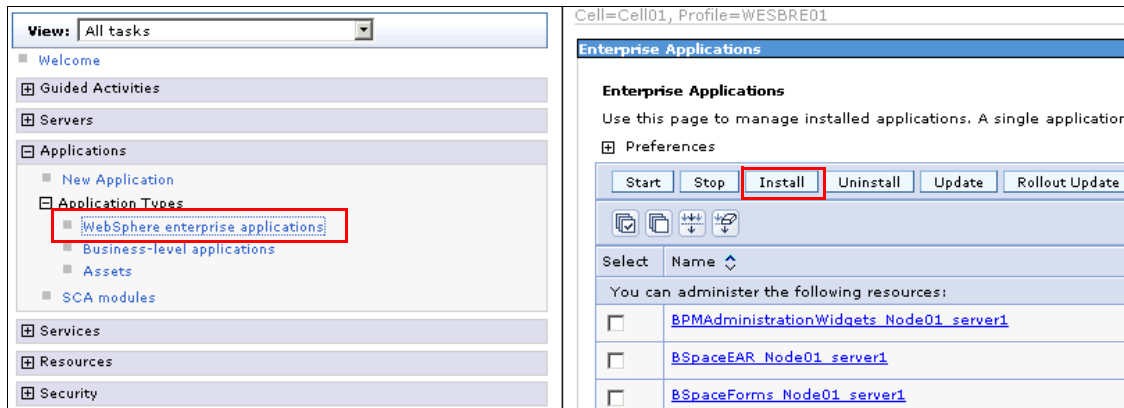 View: All tasks
Welcome
Guided Activities
Servers
Applications
New Application
Application Types
WebSphere enterprise applications
Business-level applications
Assets
SCA modules
Services
Resources
Security
Cell=Cell01, Profile=WESBRE01
Enterprise Applications
Enterprise Applications
Use this page to manage installed applications. A single application
Preferences
Start Stop Install Uninstall Update Rollout Update
Select Name
You can administer the following resources:
BPMAdministrationWidgets_Node01_server1
BSpaceEAR_Node01_server1
BSpaceForms_Node01_server1